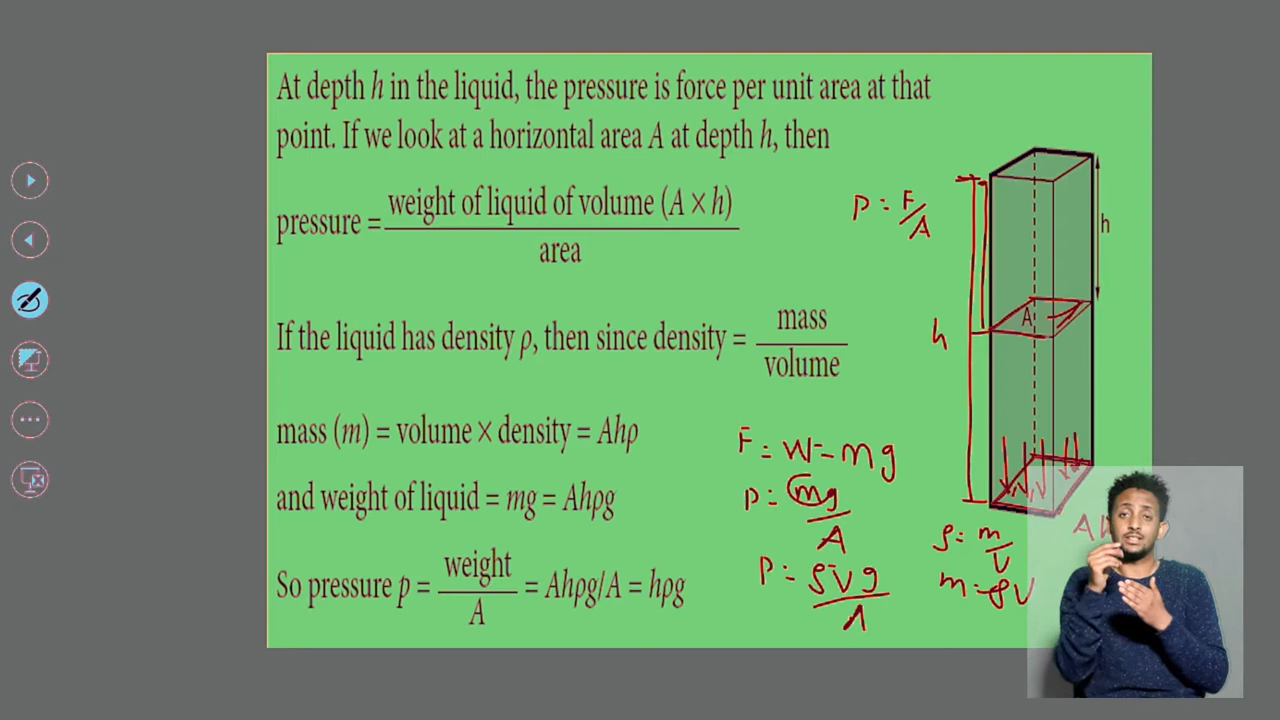 At depth h in the liquid, the pressure is force per unit area at that
point. If we look at a horizontal area A at depth h, then
pressure = weight of liquid of volume (A × h) / area
P = F/A
h
A
h
If the liquid has density ρ, then since density = mass / volume
mass (m) = volume × density = Ahρ
and weight of liquid = mg = Ahρg
So pressure p = weight / A = Ahρg/A = hρg
F = W = mg
P = mg/A
P = ρVg/A
ρ = m/V
m = ρV
A